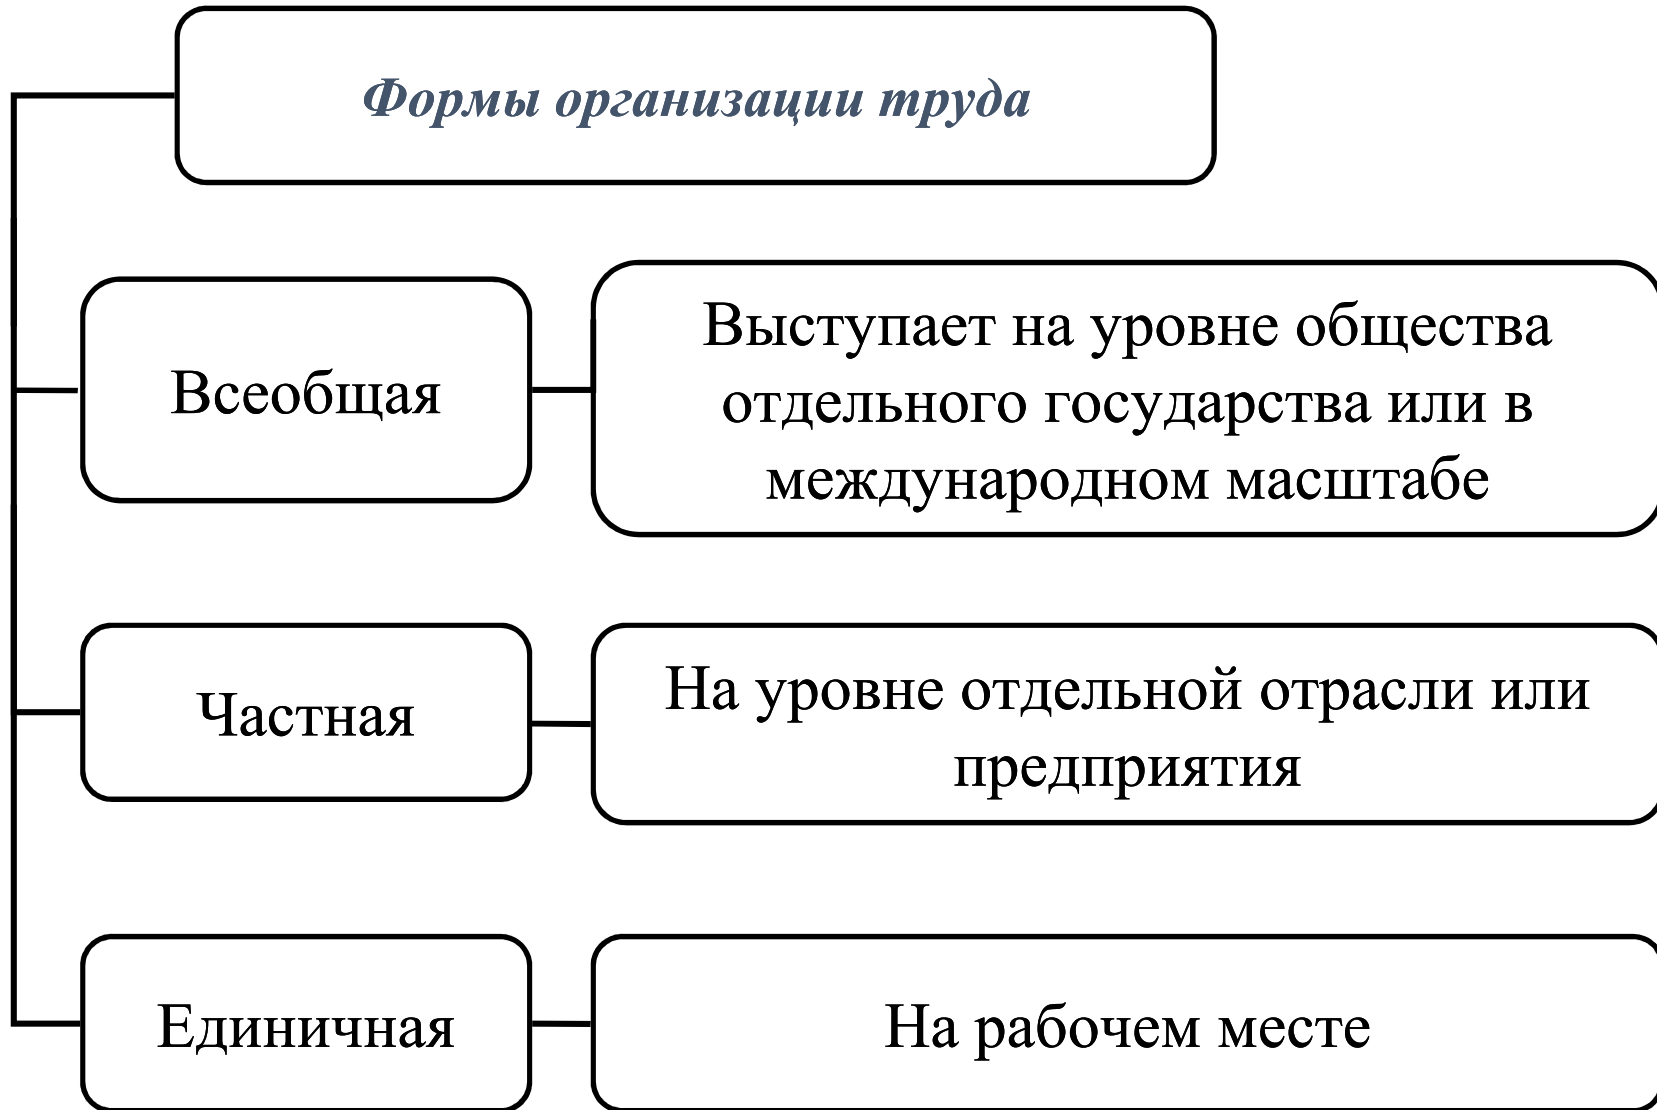 Формы организации труда
Всеобщая
Выступает на уровне общества
отдельного государства или в
международном масштабе
Частная
На уровне отдельной отрасли или
предприятия
Единичная
На рабочем месте